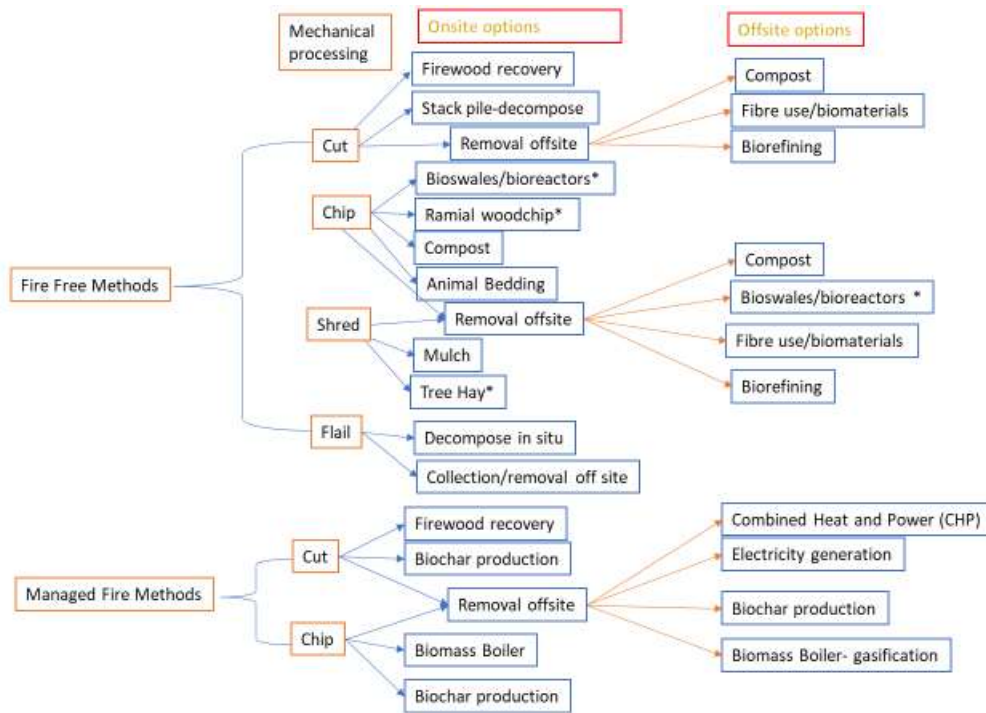 Mechanical
processing
Onsite options
Offsite options
Firewood recovery
Compost
Stack pile-decompose
Fibre use/biomaterials
Cut
Removal offsite
Biorefining
Bioswales/bioreactors*
Chip
Ramial woodchip*
Compost
Compost
Fire Free Methods
Animal Bedding
Bioswales/bioreactors *
Shred
Removal offsite
Fibre use/biomaterials
Mulch
Biorefining
Tree Hay*
Flail
Decompose in situ
Collection/removal off site
Firewood recovery
Combined Heat and Power (CHP)
Cut
Biochar production
Electricity generation
Managed Fire Methods
Removal offsite
Biochar production
Chip
Biomass Boiler
Biomass Boiler- gasification
Biochar production